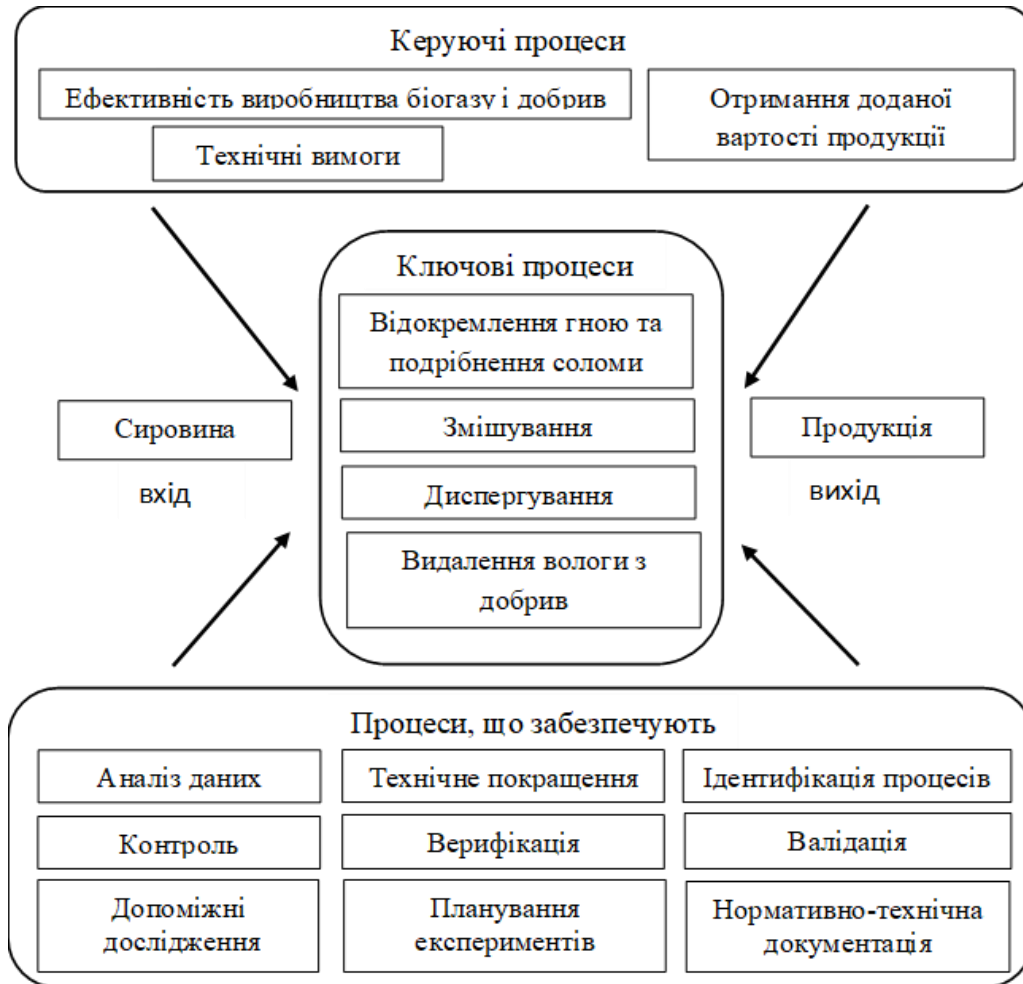 Керуючі процеси
Ефективність виробництва біогазу і добрив
Технічні вимоги
Отримання доданої
вартості продукції
Ключові процеси
Відокремлення гною та
подрібнення соломи
Змішування
Диспергування
Видалення вологи з
добрив
Сировина
вхід
Продукція
вихід
Процеси, що забезпечують
Аналіз даних
Технічне покращення
Ідентифікація процесів
Контроль
Верифікація
Валідація
Допоміжні
дослідження
Планування
експериментів
Нормативно-технічна
документація